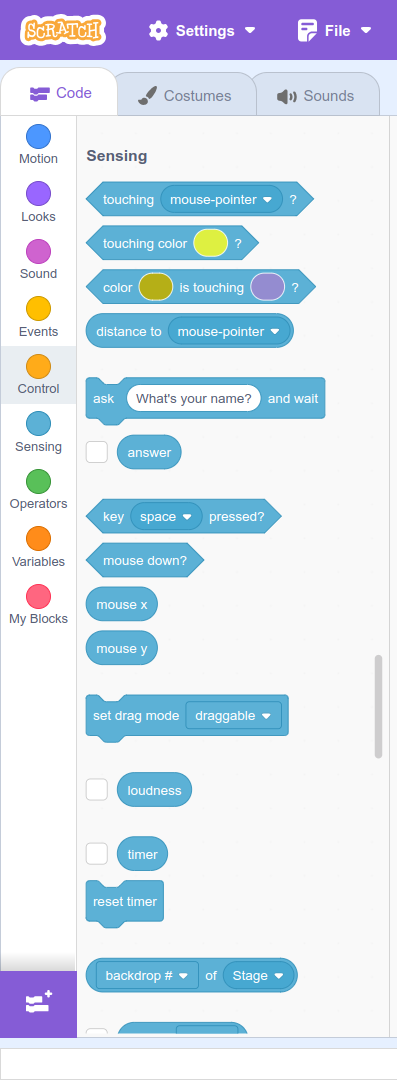 SCRATCH Settings File
Code Costumes Sounds
Motion
Looks
Sound
Events
Control
Sensing
Operators
Variables
My Blocks
Sensing
touching mouse-pointer ?
touching color ?
color is touching ?
distance to mouse-pointer
ask What's your name? and wait
answer
key space pressed?
mouse down?
mouse x
mouse y
set drag mode draggable
loudness
timer
reset timer
backdrop # of Stage